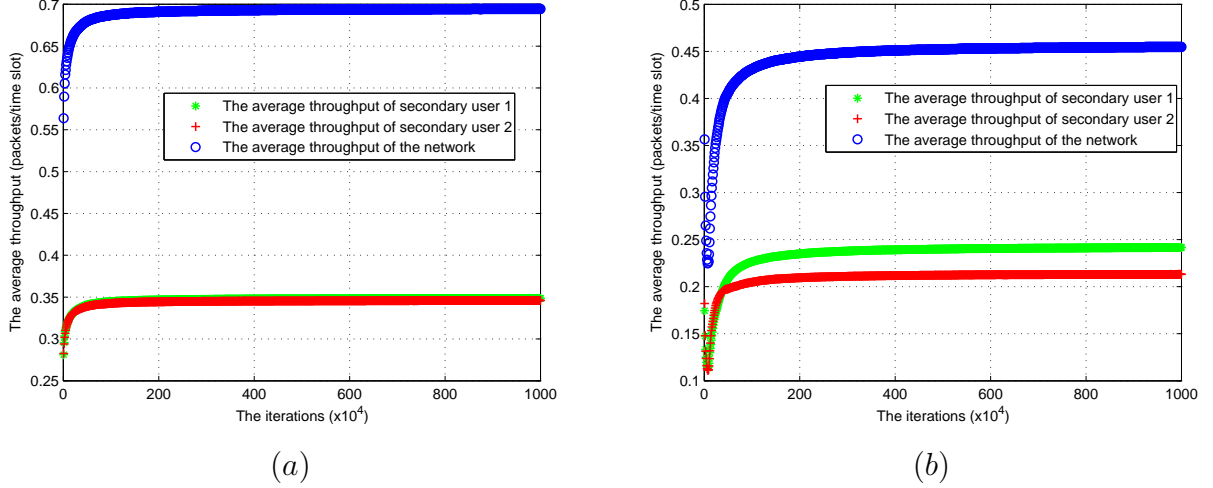 0.7
0.65
0.6
0.55
0.5
0.45
0.4
0.35
0.3
0.25
The average throughput (packets/time slot)
The average throughput of secondary user 1
The average throughput of secondary user 2
The average throughput of the network
0 200 400 600 800 1000
The iterations (x10^4)
(a)
0.5
0.45
0.4
0.35
0.3
0.25
0.2
0.15
0.1
The average throughput (packets/time slot)
The average throughput of secondary user 1
The average throughput of secondary user 2
The average throughput of the network
0 200 400 600 800 1000
The iterations (x10^4)
(b)